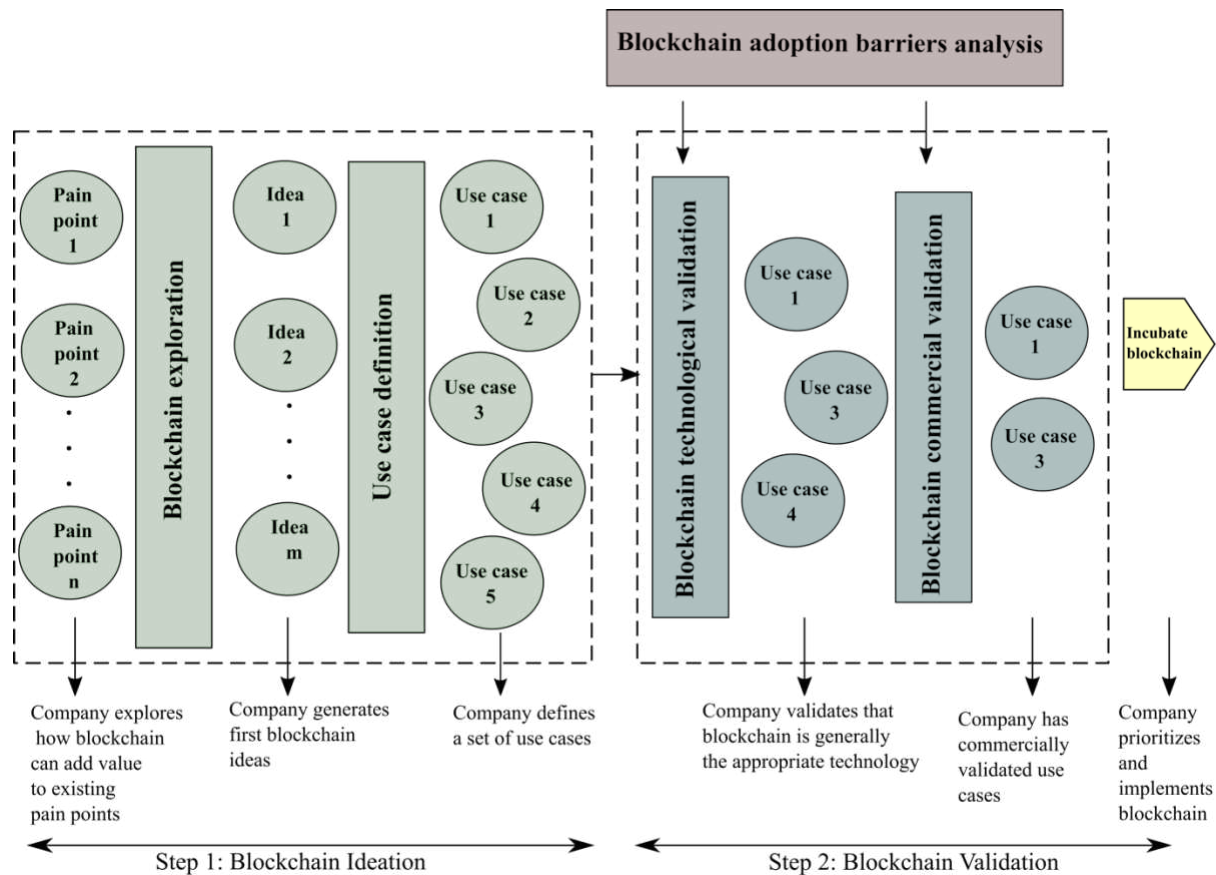 Blockchain adoption barriers analysis
Pain
point
1
Pain
point
2
Pain
point
n
Blockchain exploration
Idea
1
Idea
2
Idea
m
Use case definition
Use case
1
Use case
2
Use case
3
Use case
4
Use case
5
Blockchain technological validation
Use case
1
Use case
3
Use case
4
Blockchain commercial validation
Use case
1
Use case
3
Incubate
blockchain
Company explores
how blockchain
can add value
to existing
pain points
Company generates
first blockchain
ideas
Company defines
a set of use cases
Company validates that
blockchain is generally
the appropriate technology
Company has
commercially
validated use
cases
Company
prioritizes
and
implements
blockchain
Step 1: Blockchain Ideation
Step 2: Blockchain Validation